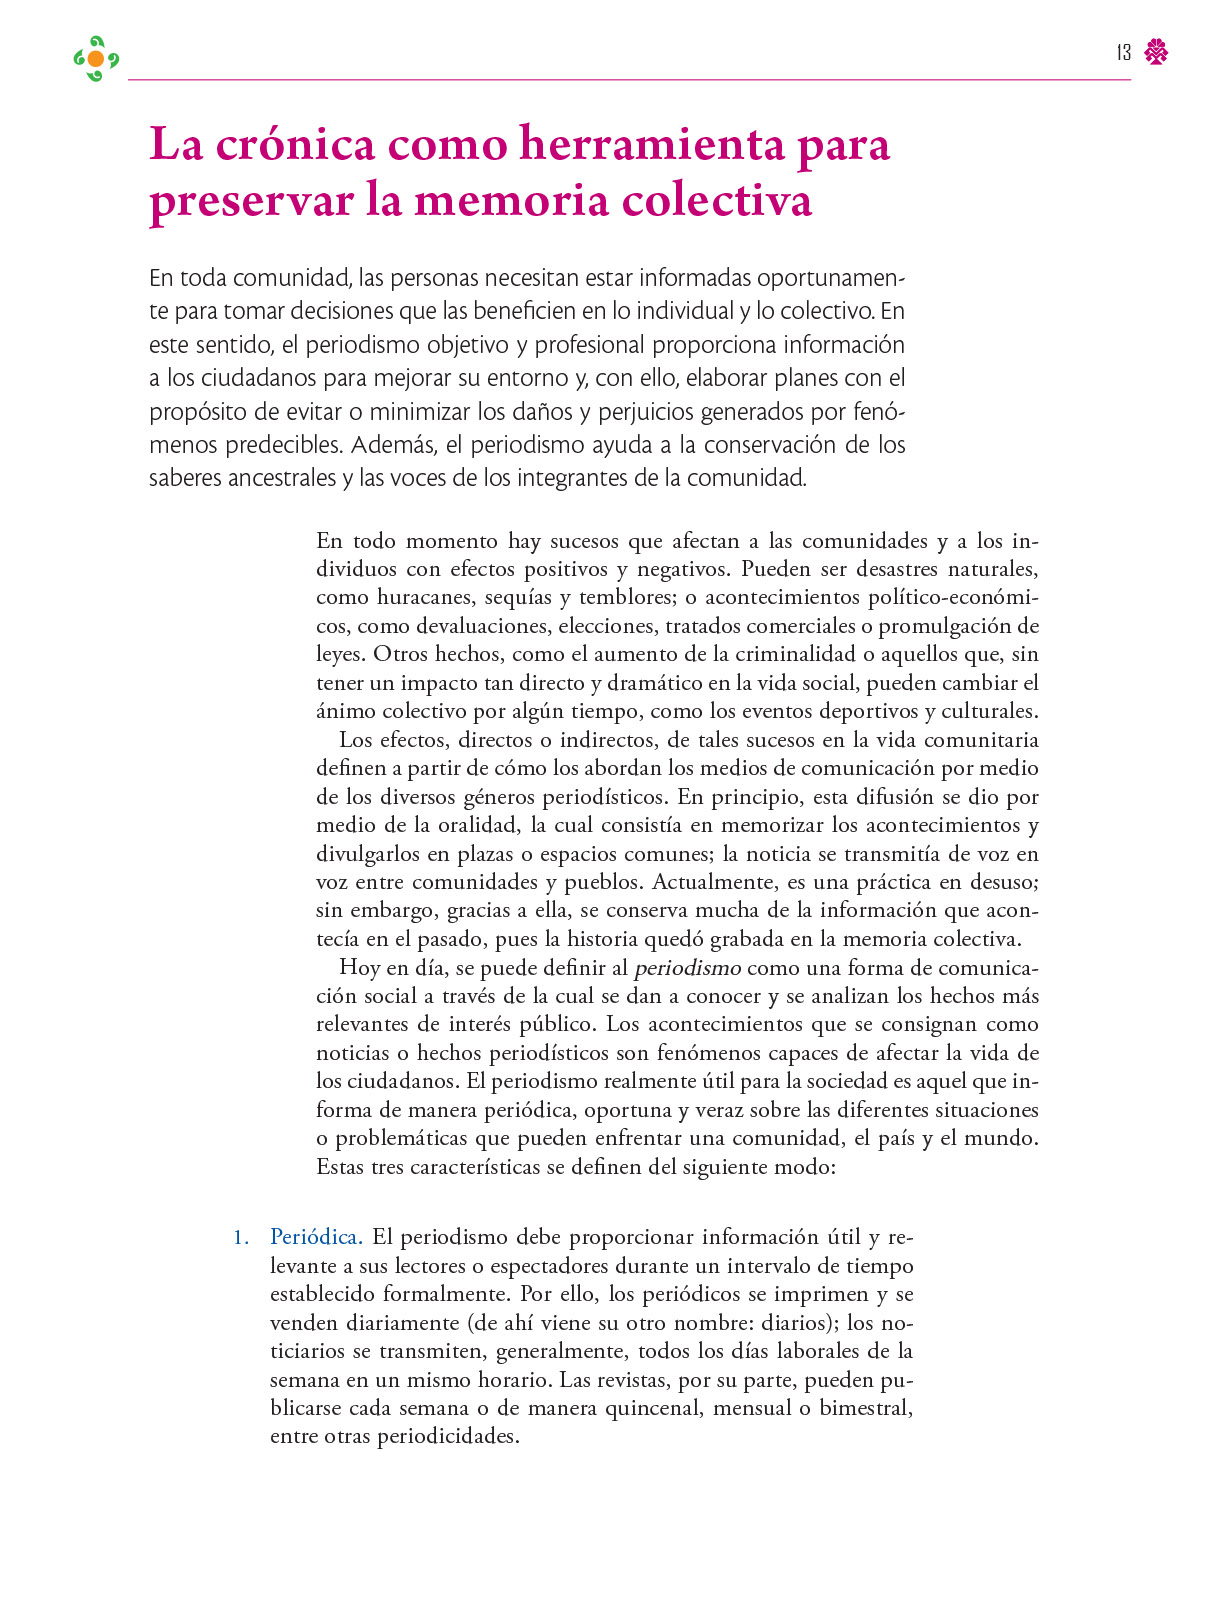 13
La crónica como herramienta para
preservar la memoria colectiva
En toda comunidad, las personas necesitan estar informadas oportunamen-
te para tomar decisiones que las beneficien en lo individual y lo colectivo. En
este sentido, el periodismo objetivo y profesional proporciona información
a los ciudadanos para mejorar su entorno y, con ello, elaborar planes con el
propósito de evitar o minimizar los daños y perjuicios generados por fenó-
menos predecibles. Además, el periodismo ayuda a la conservación de los
saberes ancestrales y las voces de los integrantes de la comunidad.
En todo momento hay sucesos que afectan a las comunidades y a los in-
dividuos con efectos positivos y negativos. Pueden ser desastres naturales,
como huracanes, sequías y temblores; o acontecimientos político-económi-
cos, como devaluaciones, elecciones, tratados comerciales o promulgación de
leyes. Otros hechos, como el aumento de la criminalidad o aquellos que, sin
tener un impacto tan directo y dramático en la vida social, pueden cambiar el
ánimo colectivo por algún tiempo, como los eventos deportivos y culturales.
Los efectos, directos o indirectos, de tales sucesos en la vida comunitaria
definen a partir de cómo los abordan los medios de comunicación por medio
de los diversos géneros periodísticos. En principio, esta difusión se dio por
medio de la oralidad, la cual consistía en memorizar los acontecimientos y
divulgarlos en plazas o espacios comunes; la noticia se transmitía de voz en
voz entre comunidades y pueblos. Actualmente, es una práctica en desuso;
sin embargo, gracias a ella, se conserva mucha de la información que acon-
tecía en el pasado, pues la historia quedó grabada en la memoria colectiva.
Hoy en día, se puede definir al periodismo como una forma de comunica-
ción social a través de la cual se dan a conocer y se analizan los hechos más
relevantes de interés público. Los acontecimientos que se consignan como
noticias o hechos periodísticos son fenómenos capaces de afectar la vida de
los ciudadanos. El periodismo realmente útil para la sociedad es aquel que in-
forma de manera periódica, oportuna y veraz sobre las diferentes situaciones
o problemáticas que pueden enfrentar una comunidad, el país y el mundo.
Estas tres características se definen del siguiente modo:
1. Periódica. El periodismo debe proporcionar información útil y re-
levante a sus lectores o espectadores durante un intervalo de tiempo
establecido formalmente. Por ello, los periódicos se imprimen y se
venden diariamente (de ahí viene su otro nombre: diarios); los no-
ticiarios se transmiten, generalmente, todos los días laborales de la
semana en un mismo horario. Las revistas, por su parte, pueden pu-
blicarse cada semana o de manera quincenal, mensual o bimestral,
entre otras periodicidades.